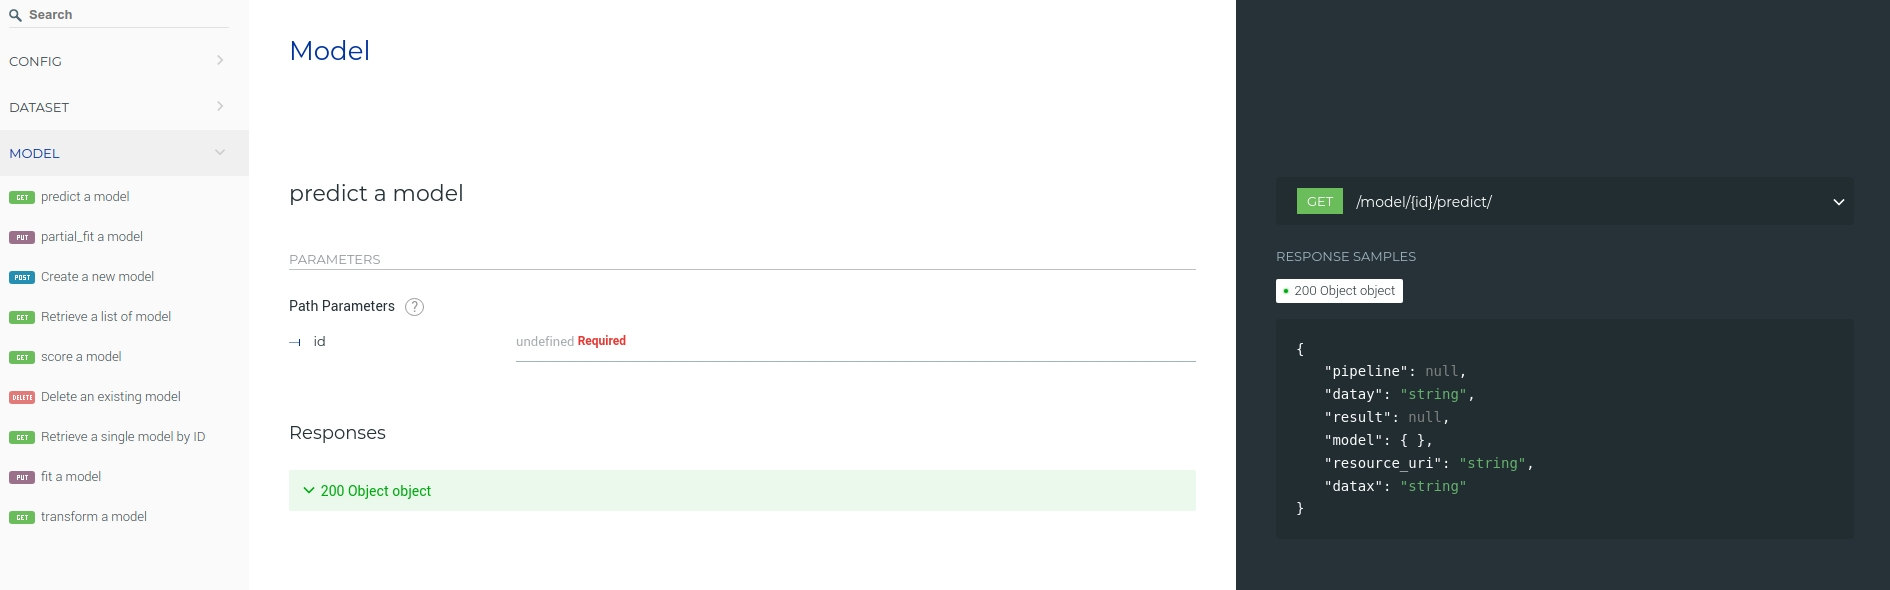 Search
CONFIG
DATASET
MODEL
GET predict a model
PUT partial_fit a model
POST Create a new model
GET Retrieve a list of model
GET score a model
DELETE Delete an existing model
GET Retrieve a single model by ID
PUT fit a model
GET transform a model
Model
predict a model
PARAMETERS
Path Parameters ?
id undefined Required
Responses
200 Object object
GET /model/{id}/predict/
RESPONSE SAMPLES
200 Object object
{
"pipeline": null,
"datay": "string",
"result": null,
"model": { },
"resource_uri": "string",
"datax": "string"
}